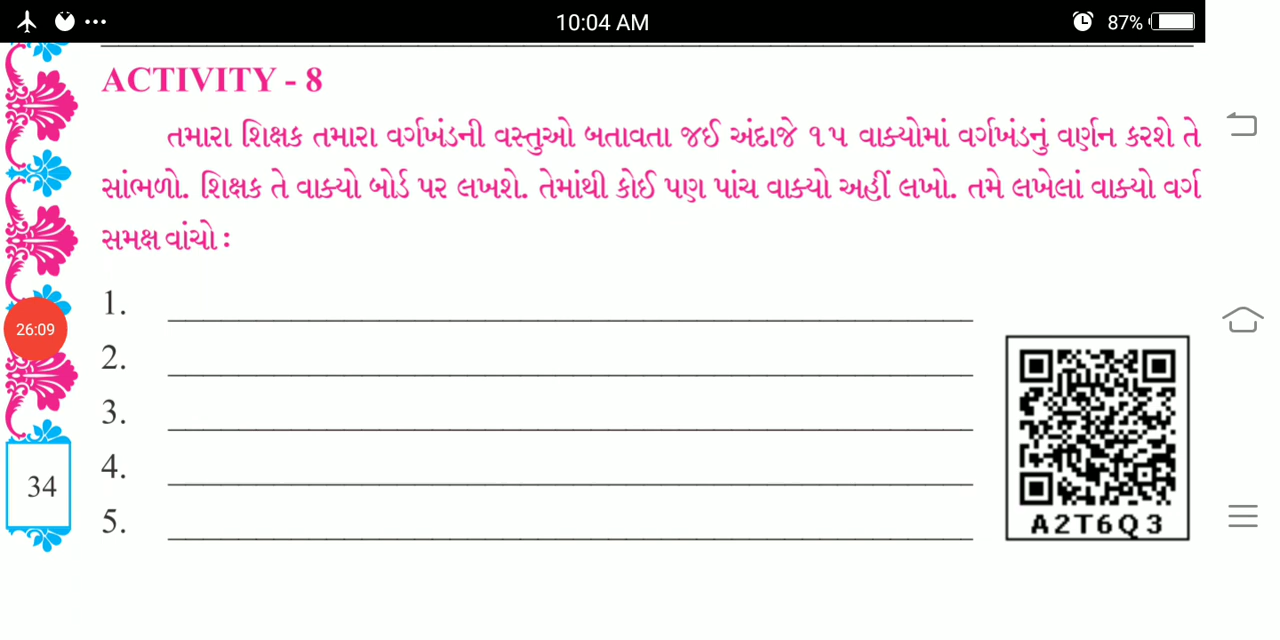 10:04 AM
87%
ACTIVITY - 8
તમારા શિક્ષક તમારા વર્ગખંડની વસ્તુઓ બતાવતા જઈ અંદાજે ૧૫ વાક્યોમાં વર્ગખંડનું વર્ણન કરશે તે
સાંભળો. શિક્ષક તે વાક્યો બોર્ડ પર લખશે. તેમાંથી કોઈ પણ પાંચ વાક્યો અહીં લખો. તમે લખેલાં વાક્યો વર્ગ
સમક્ષ વાંચો :
1.
26:09
2.
3.
4.
34
5.
A2T6Q3